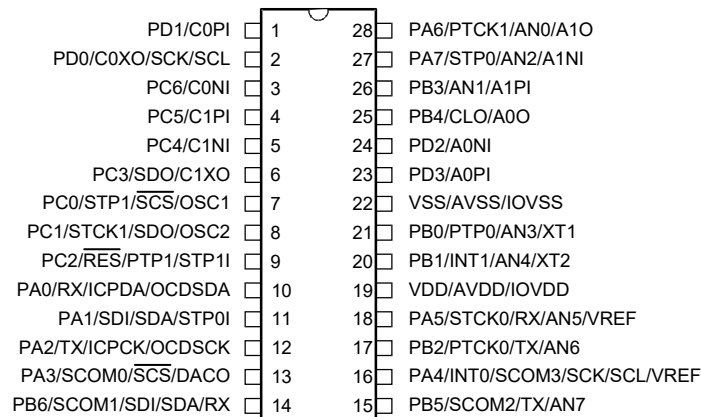 PD1/C0PI 1 28 PA6/PTCK1/AN0/A1O
PD0/C0XO/SCK/SCL 2 27 PA7/STP0/AN2/A1NI
PC6/C0NI 3 26 PB3/AN1/A1PI
PC5/C1PI 4 25 PB4/CLO/A0O
PC4/C1NI 5 24 PD2/A0NI
PC3/SDO/C1XO 6 23 PD3/A0PI
PC0/STP1/S̅C̅S̅/OSC1 7 22 VSS/AVSS/IOVSS
PC1/STCK1/SDO/OSC2 8 21 PB0/PTP0/AN3/XT1
PC2/R̅E̅S̅/PTP1/STP1I 9 20 PB1/INT1/AN4/XT2
PA0/RX/ICPDA/OCDSDA 10 19 VDD/AVDD/IOVDD
PA1/SDI/SDA/STP0I 11 18 PA5/STCK0/RX/AN5/VREF
PA2/TX/ICPCK/OCDSCK 12 17 PB2/PTCK0/TX/AN6
PA3/SCOM0/S̅C̅S̅/DACO 13 16 PA4/INT0/SCOM3/SCK/SCL/VREF
PB6/SCOM1/SDI/SDA/RX 14 15 PB5/SCOM2/TX/AN7